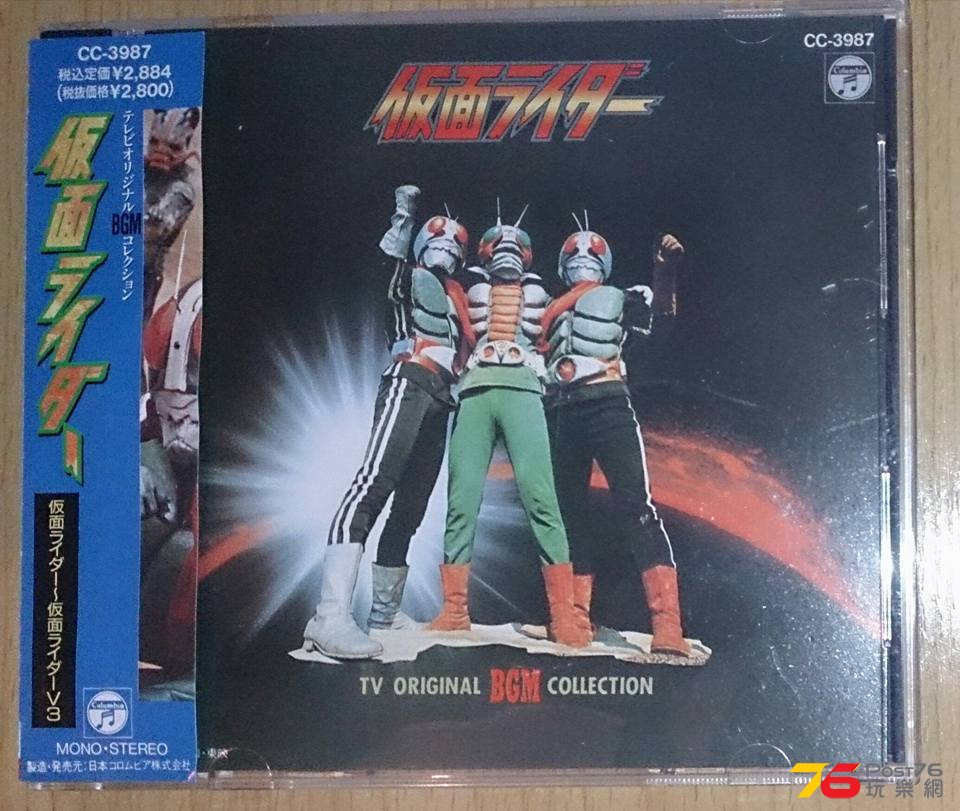 CC-3987
税込定価¥2,884
(税抜価格¥2,800)
テレビオリジナルBGMコレクション
仮面ライダー
仮面ライダー〜仮面ライダーV3
Columbia
MONO・STEREO
製造・発売元:日本コロムビア株式会社
CC-3987
Columbia
仮面ライダー
TV ORIGINAL BGM COLLECTION
・東映
76 Post76
玩樂網